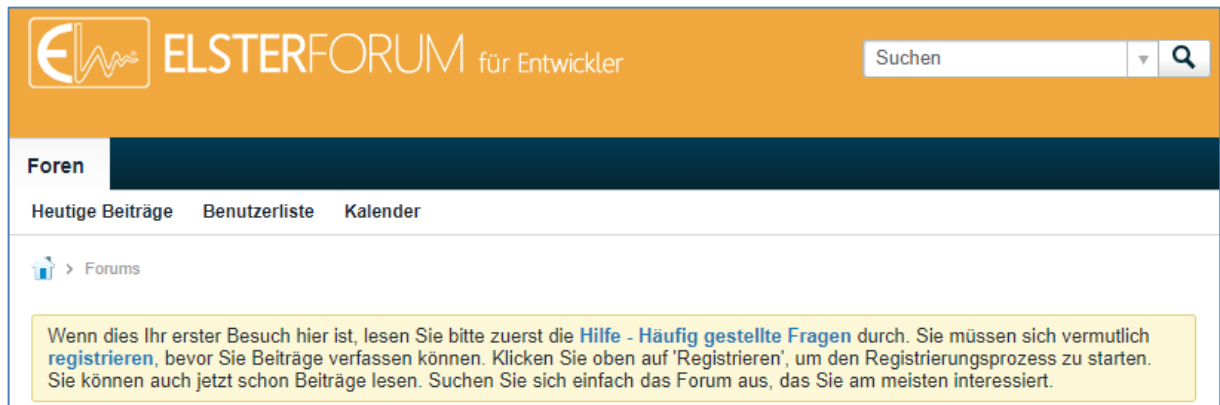 ELSTERFORUM für Entwickler
Suchen
Foren
Heutige Beiträge Benutzerliste Kalender
> Forums
Wenn dies Ihr erster Besuch hier ist, lesen Sie bitte zuerst die Hilfe - Häufig gestellte Fragen durch. Sie müssen sich vermutlich
registrieren, bevor Sie Beiträge verfassen können. Klicken Sie oben auf 'Registrieren', um den Registrierungsprozess zu starten.
Sie können auch jetzt schon Beiträge lesen. Suchen Sie sich einfach das Forum aus, das Sie am meisten interessiert.